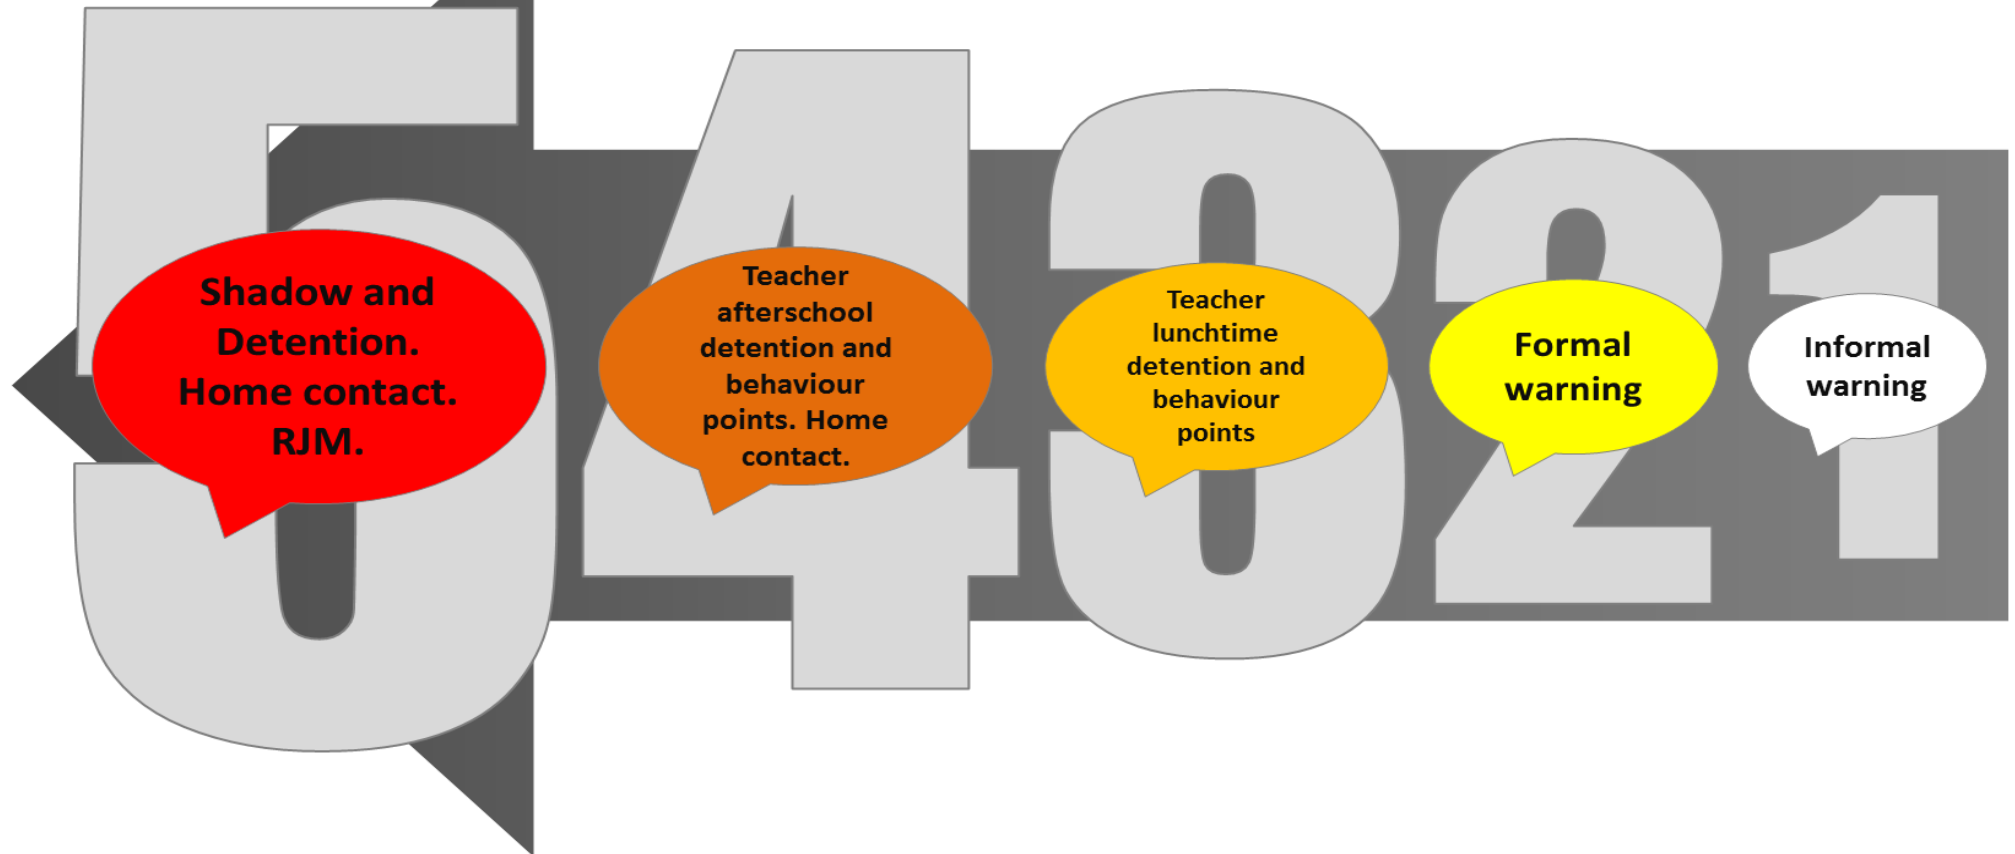 5
Shadow and
Detention.
Home contact.
RJM.
4
Teacher
afterschool
detention and
behaviour
points. Home
contact.
3
Teacher
lunchtime
detention and
behaviour
points
2
Formal
warning
1
Informal
warning